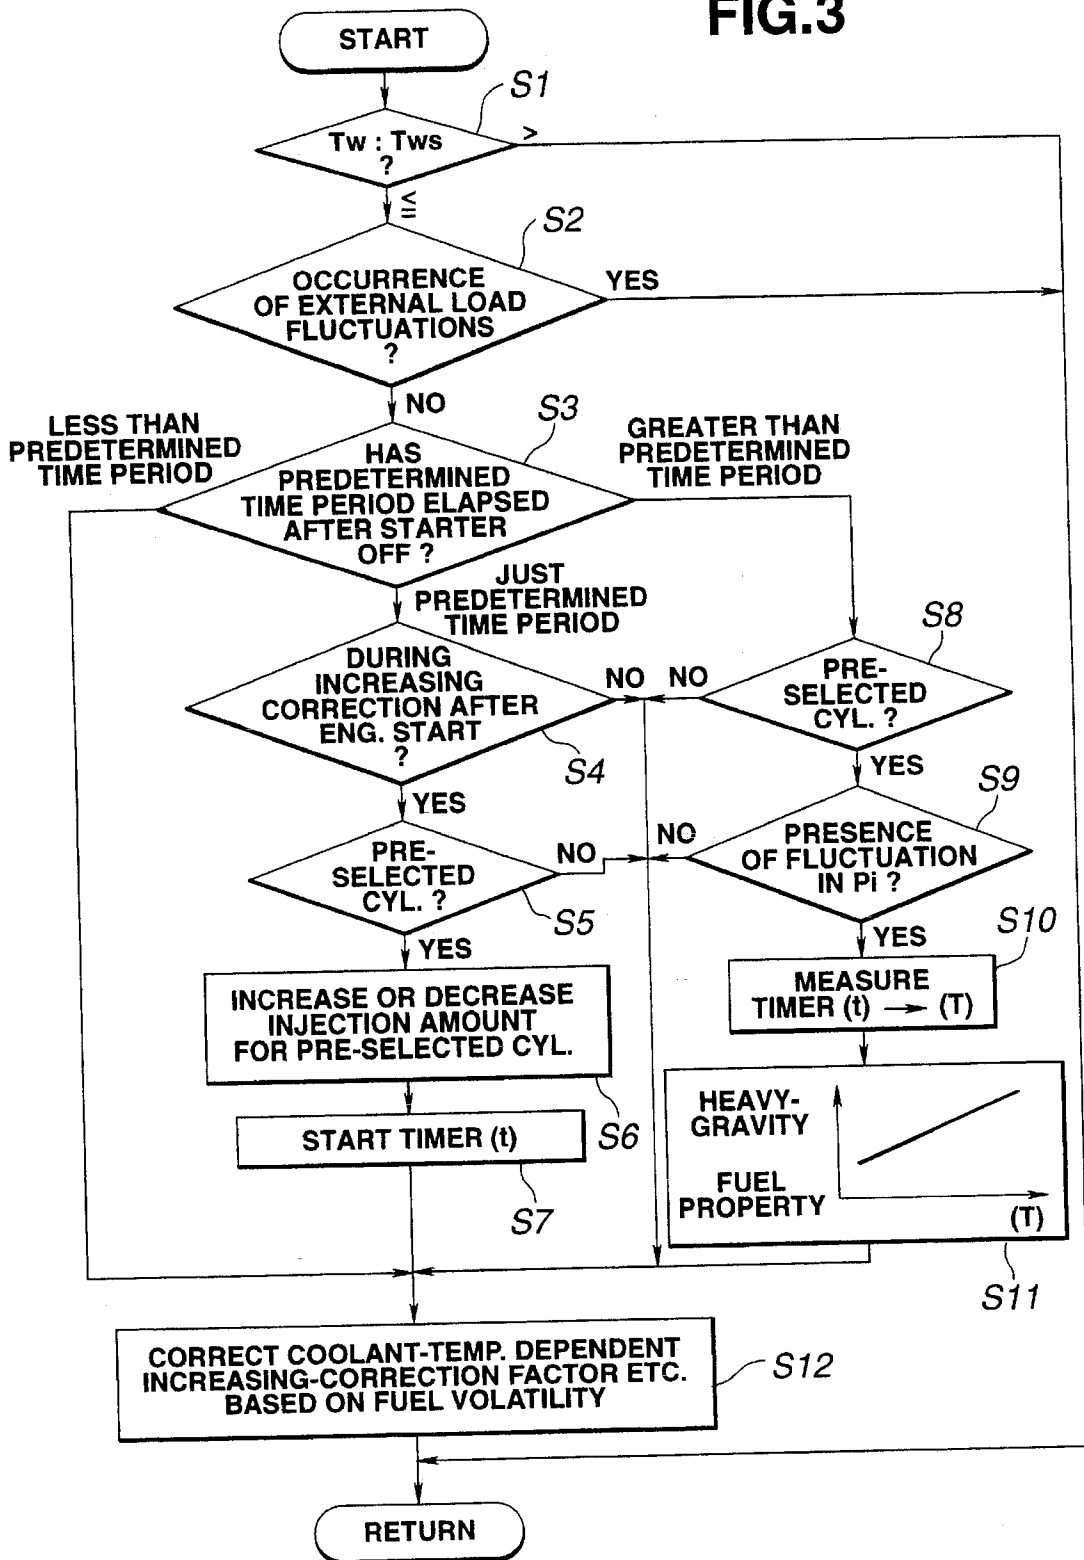 FIG.3
START
S1
Tw : Tws
?
>
≦
S2
OCCURRENCE
OF EXTERNAL LOAD
FLUCTUATIONS
?
YES
NO
S3
LESS THAN
PREDETERMINED
TIME PERIOD
HAS
PREDETERMINED
TIME PERIOD ELAPSED
AFTER STARTER
OFF ?
GREATER THAN
PREDETERMINED
TIME PERIOD
JUST
PREDETERMINED
TIME PERIOD
DURING
INCREASING
CORRECTION AFTER
ENG. START
?
NO
S4
YES
S8
PRE-
SELECTED
CYL. ?
NO
YES
PRE-
SELECTED
CYL. ?
NO
S5
YES
S9
PRESENCE
OF FLUCTUATION
IN Pi ?
NO
YES
S10
MEASURE
TIMER (t) → (T)
INCREASE OR DECREASE
INJECTION AMOUNT
FOR PRE-SELECTED CYL.
S6
START TIMER (t)
S7
HEAVY-
GRAVITY
FUEL
PROPERTY
(T)
S11
CORRECT COOLANT-TEMP. DEPENDENT
INCREASING-CORRECTION FACTOR ETC.
BASED ON FUEL VOLATILITY
S12
RETURN